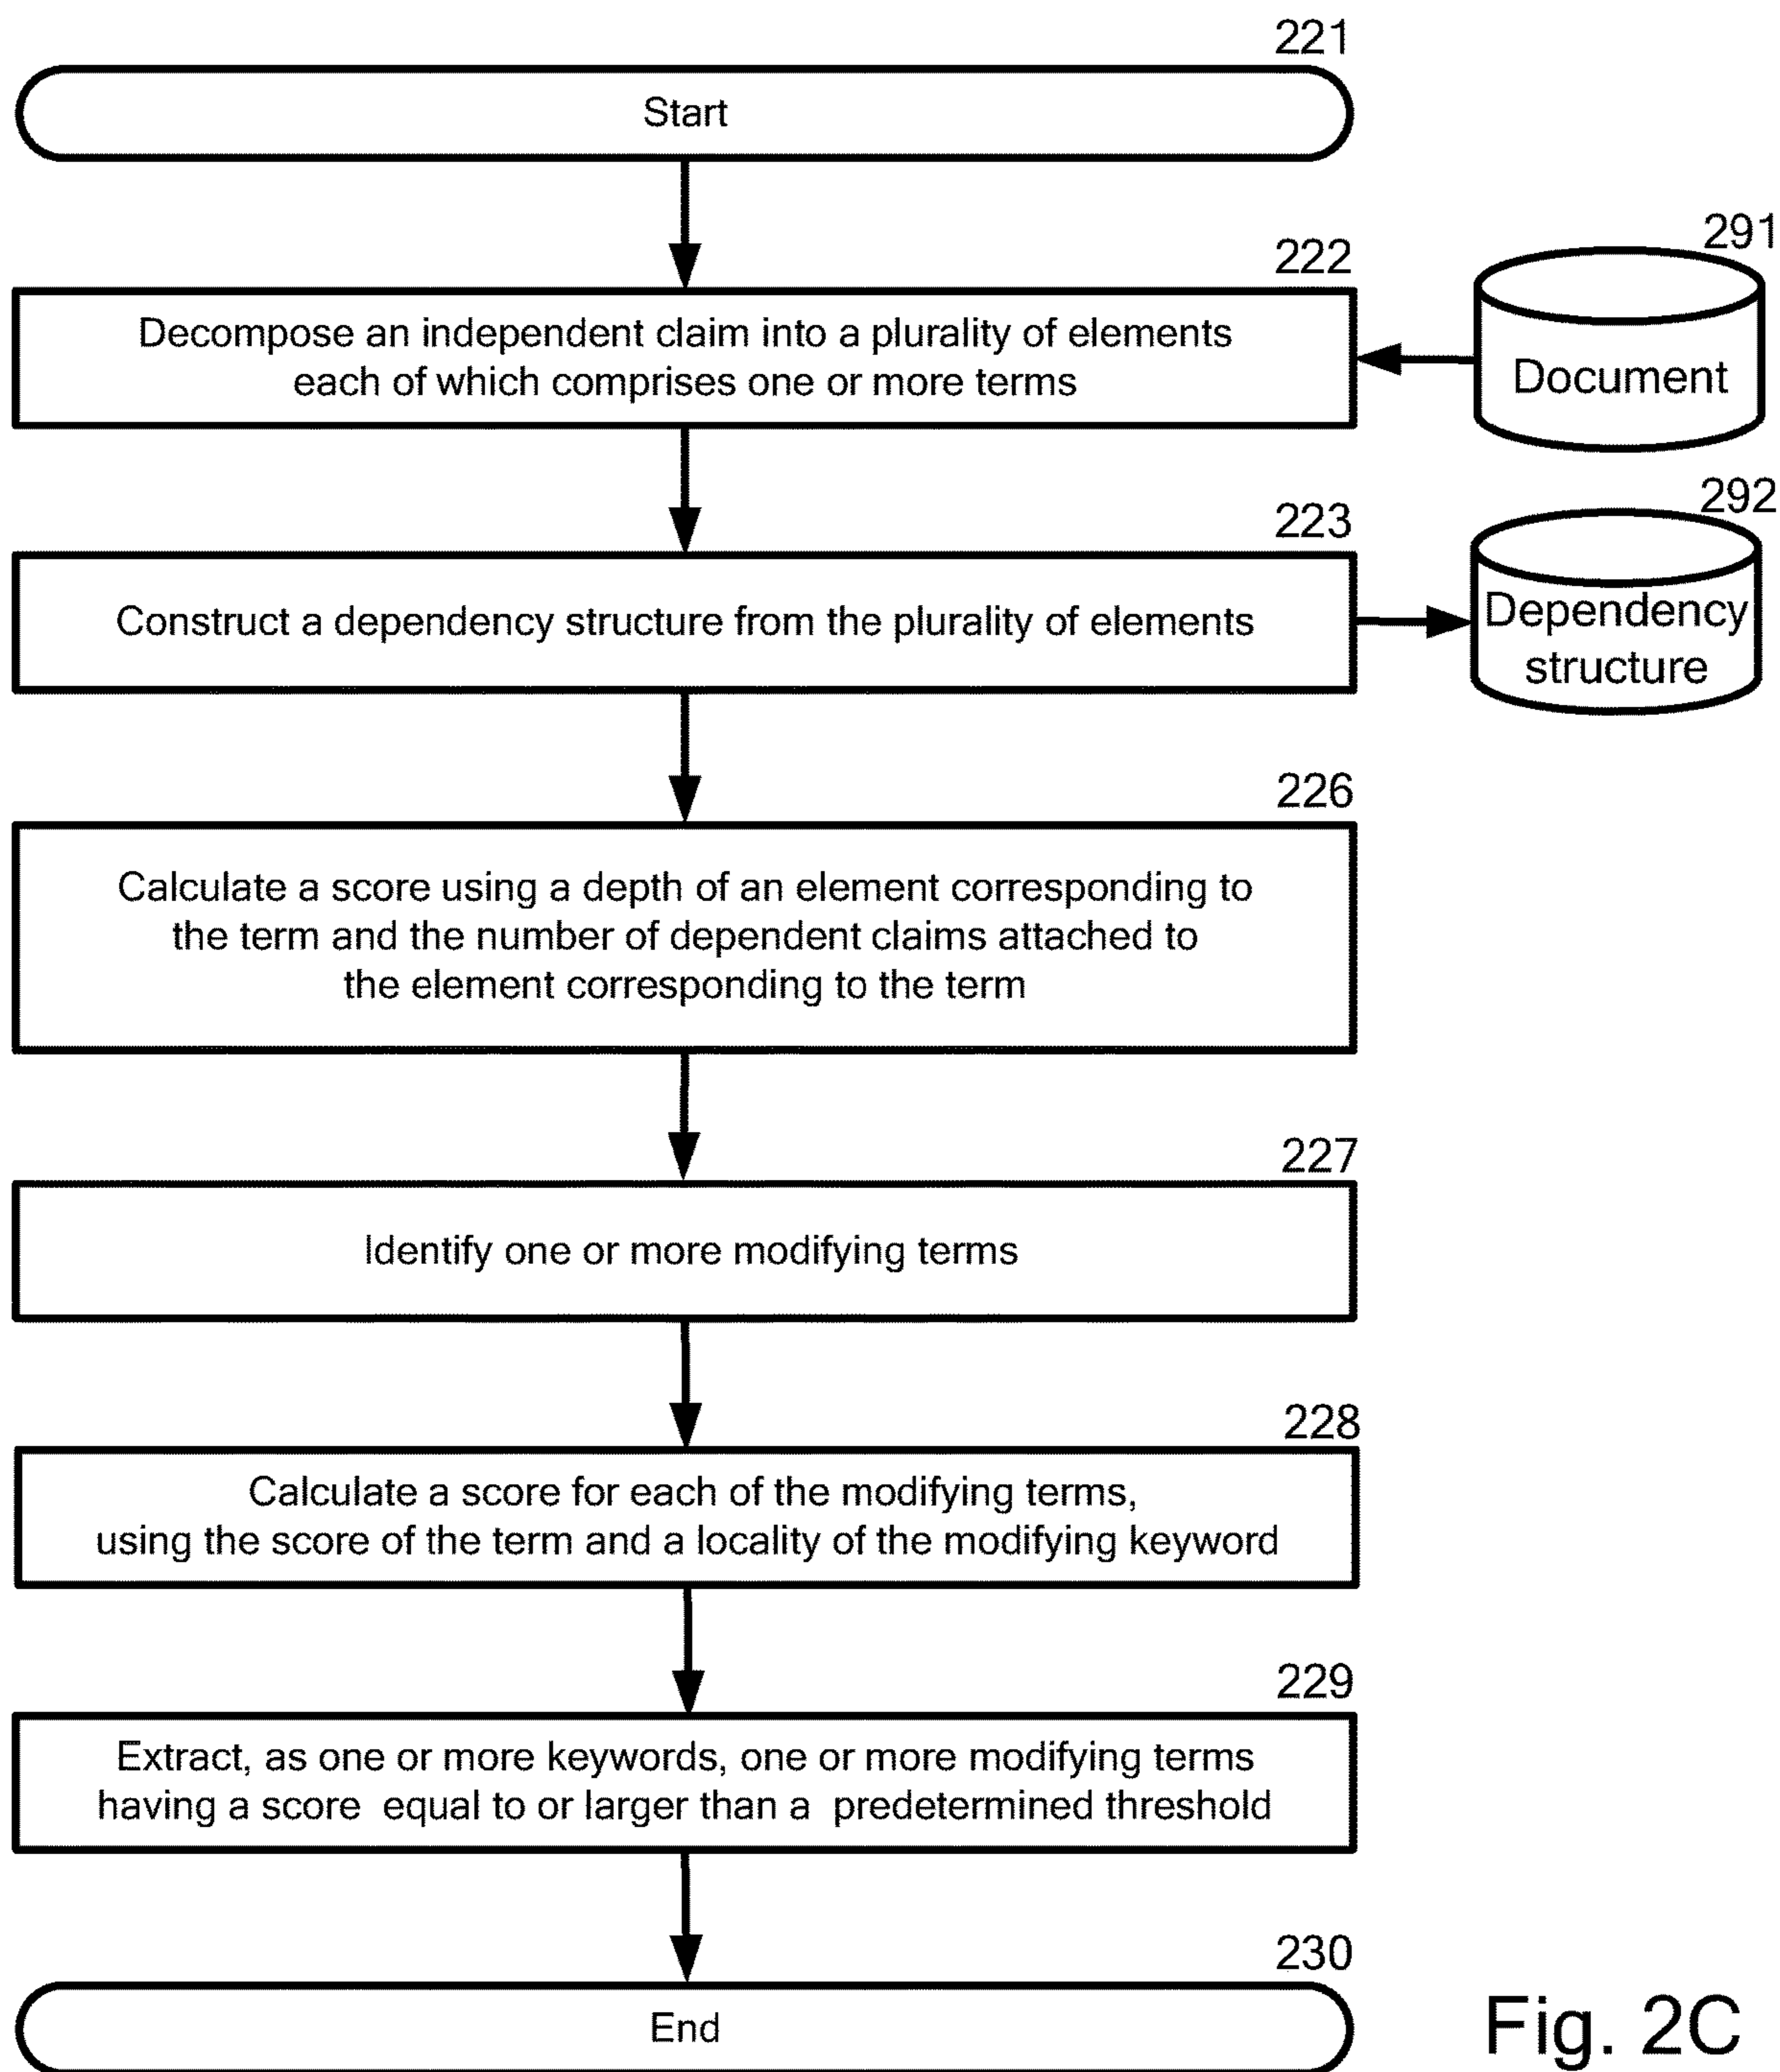 221
Start
222
Decompose an independent claim into a plurality of elements
each of which comprises one or more terms
291
Document
223
Construct a dependency structure from the plurality of elements
292
Dependency
structure
226
Calculate a score using a depth of an element corresponding to
the term and the number of dependent claims attached to
the element corresponding to the term
227
Identify one or more modifying terms
228
Calculate a score for each of the modifying terms,
using the score of the term and a locality of the modifying keyword
229
Extract, as one or more keywords, one or more modifying terms
having a score equal to or larger than a predetermined threshold
230
End
Fig. 2C